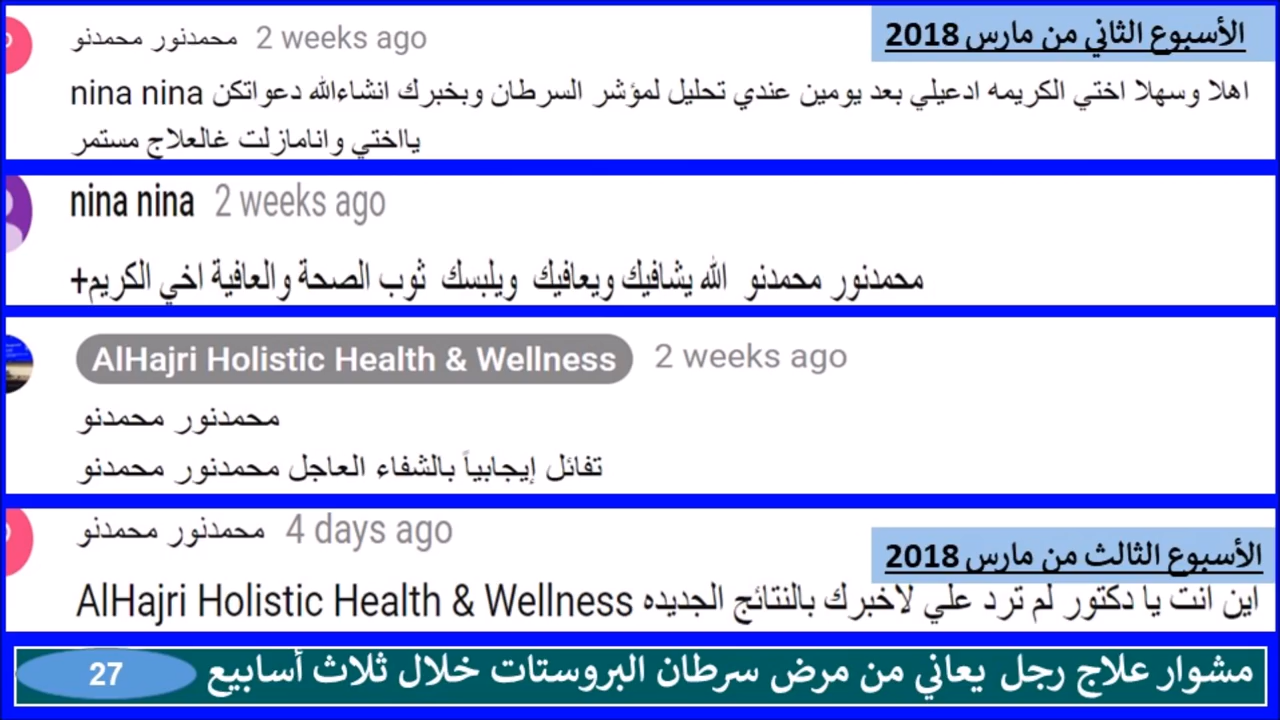 الأسبوع الثاني من مارس 2018
محمدنور محمدنو 2 weeks ago
nina nina اهلا وسهلا اختي الكريمه ادعيلي بعد يومين عندي تحليل لمؤشر السرطان وبخبرك انشاءالله دعواتكن
يااختي وانامازلت غالعلاج مستمر
nina nina 2 weeks ago
محمدنور محمدنو الله يشافيك ويعافيك ويلبسك ثوب الصحة والعافية اخي الكريم+
AlHajri Holistic Health & Wellness 2 weeks ago
محمدنور محمدنو
تفائل إيجابياً بالشفاء العاجل محمدنور محمدنو
محمدنور محمدنو 4 days ago
الأسبوع الثالث من مارس 2018
AlHajri Holistic Health & Wellness اين انت يا دكتور لم ترد علي لاخبرك بالنتائج الجديده
مشوار علاج رجل يعاني من مرض سرطان البروستات خلال ثلاث أسابيع
27